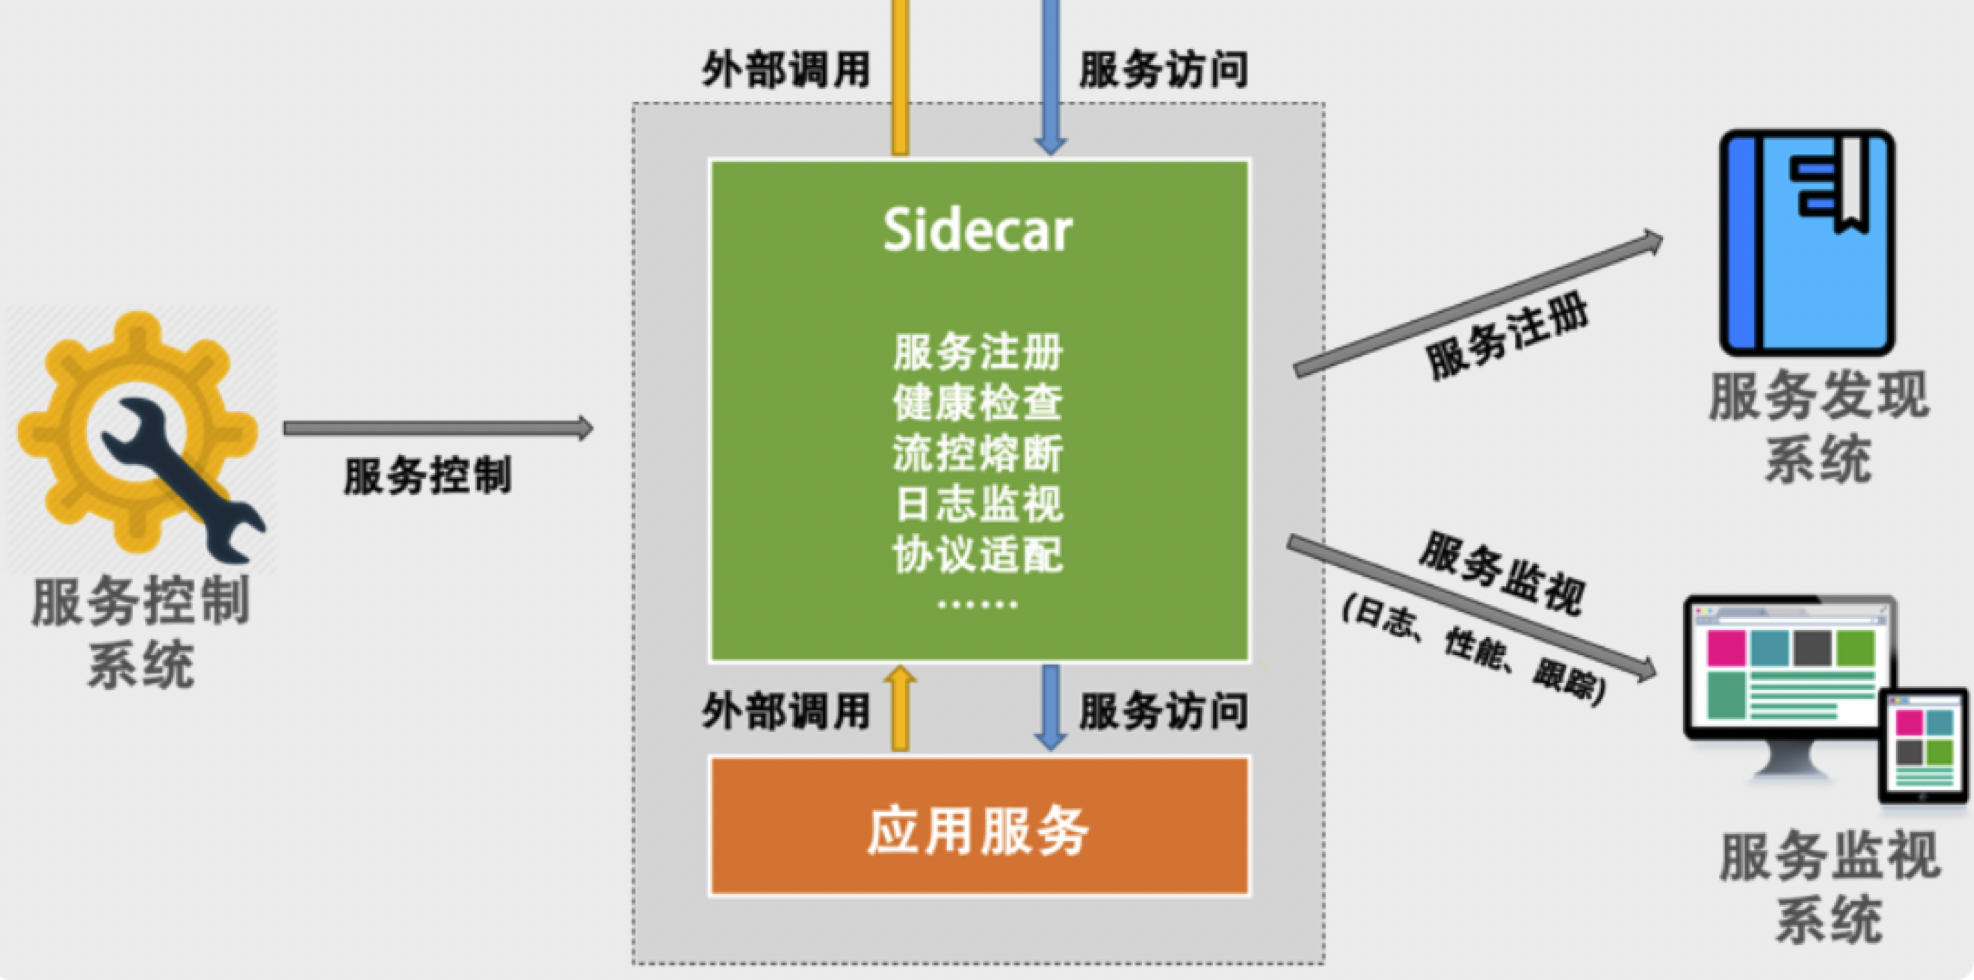 外部调用
服务访问
Sidecar
服务注册
健康检查
流控熔断
日志监视
协议适配
······
服务控制
服务控制
系统
服务注册
服务发现
系统
服务监视
(日志、性能、跟踪)
服务监视
系统
外部调用
服务访问
应用服务